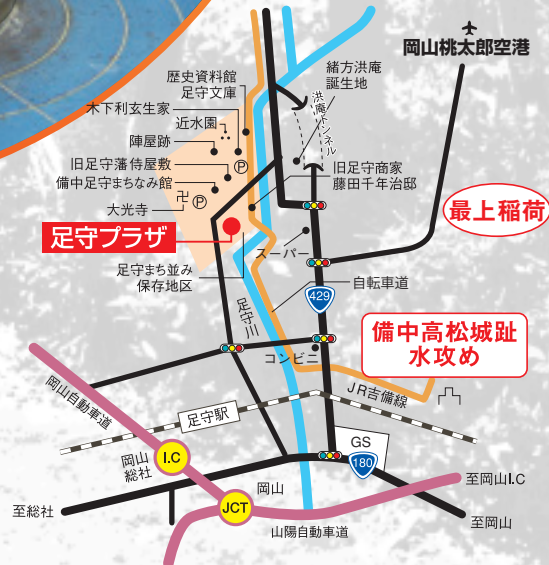 岡山桃太郎空港
緒方洪庵
誕生地
歴史資料館
足守文庫
洪庵トンネル
木下利玄生家
近水園
陣屋跡
P
旧足守藩侍屋敷
備中足守まちなみ館
旧足守商家
藤田千年治邸
大光寺
卍
P
最上稲荷
足守プラザ
スーパー
足守まち並み
保存地区
自転車道
足守川
429
備中高松城趾
水攻め
コンビニ
JR吉備線
岡山自動車道
足守駅
GS
岡山
総社
I.C
180
岡山
JCT
至岡山I.C
至総社
至岡山
山陽自動車道